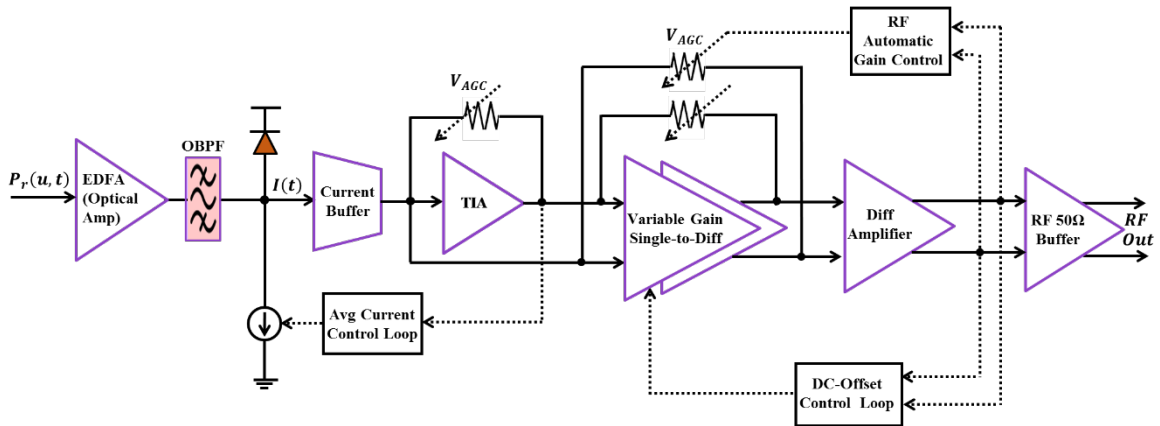 P_r(u, t)
EDFA
(Optical
Amp)
OBPF
I(t)
Current
Buffer
V_AGC
TIA
Avg Current
Control Loop
V_AGC
Variable Gain
Single-to-Diff
RF
Automatic
Gain Control
Diff
Amplifier
DC-Offset
Control Loop
RF 50Ω
Buffer
RF
Out